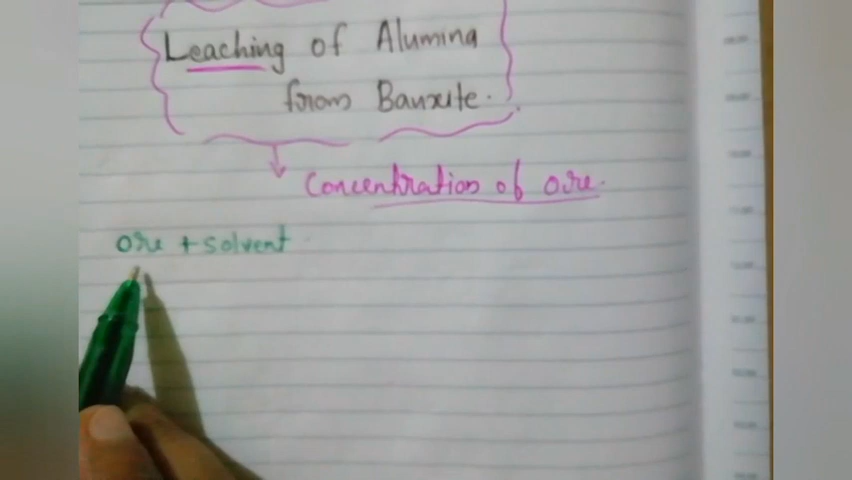 Leaching of Alumina
from Bauxite.
Concentration of ore.
ore + solvent